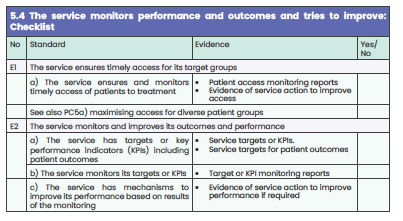 5.4 The service monitors performance and outcomes and tries to improve:
Checklist
No Standard Evidence Yes/
No
E1 The service ensures timely access for its target groups
a) The service ensures and monitors • Patient access monitoring reports
timely access of patients to treatment • Evidence of service action to improve
access
See also PC5a) maximising access for diverse patient groups
E2 The service monitors and improves its outcomes and performance
a) The service has targets or key • Service targets or KPIs.
performance indicators (KPIs) including • Service targets for patient outcomes
patient outcomes
b) The service monitors its targets or KPIs • Target or KPI monitoring reports
c) The service has mechanisms to • Evidence of service action to improve
improve its performance based on results performance if required
of the monitoring